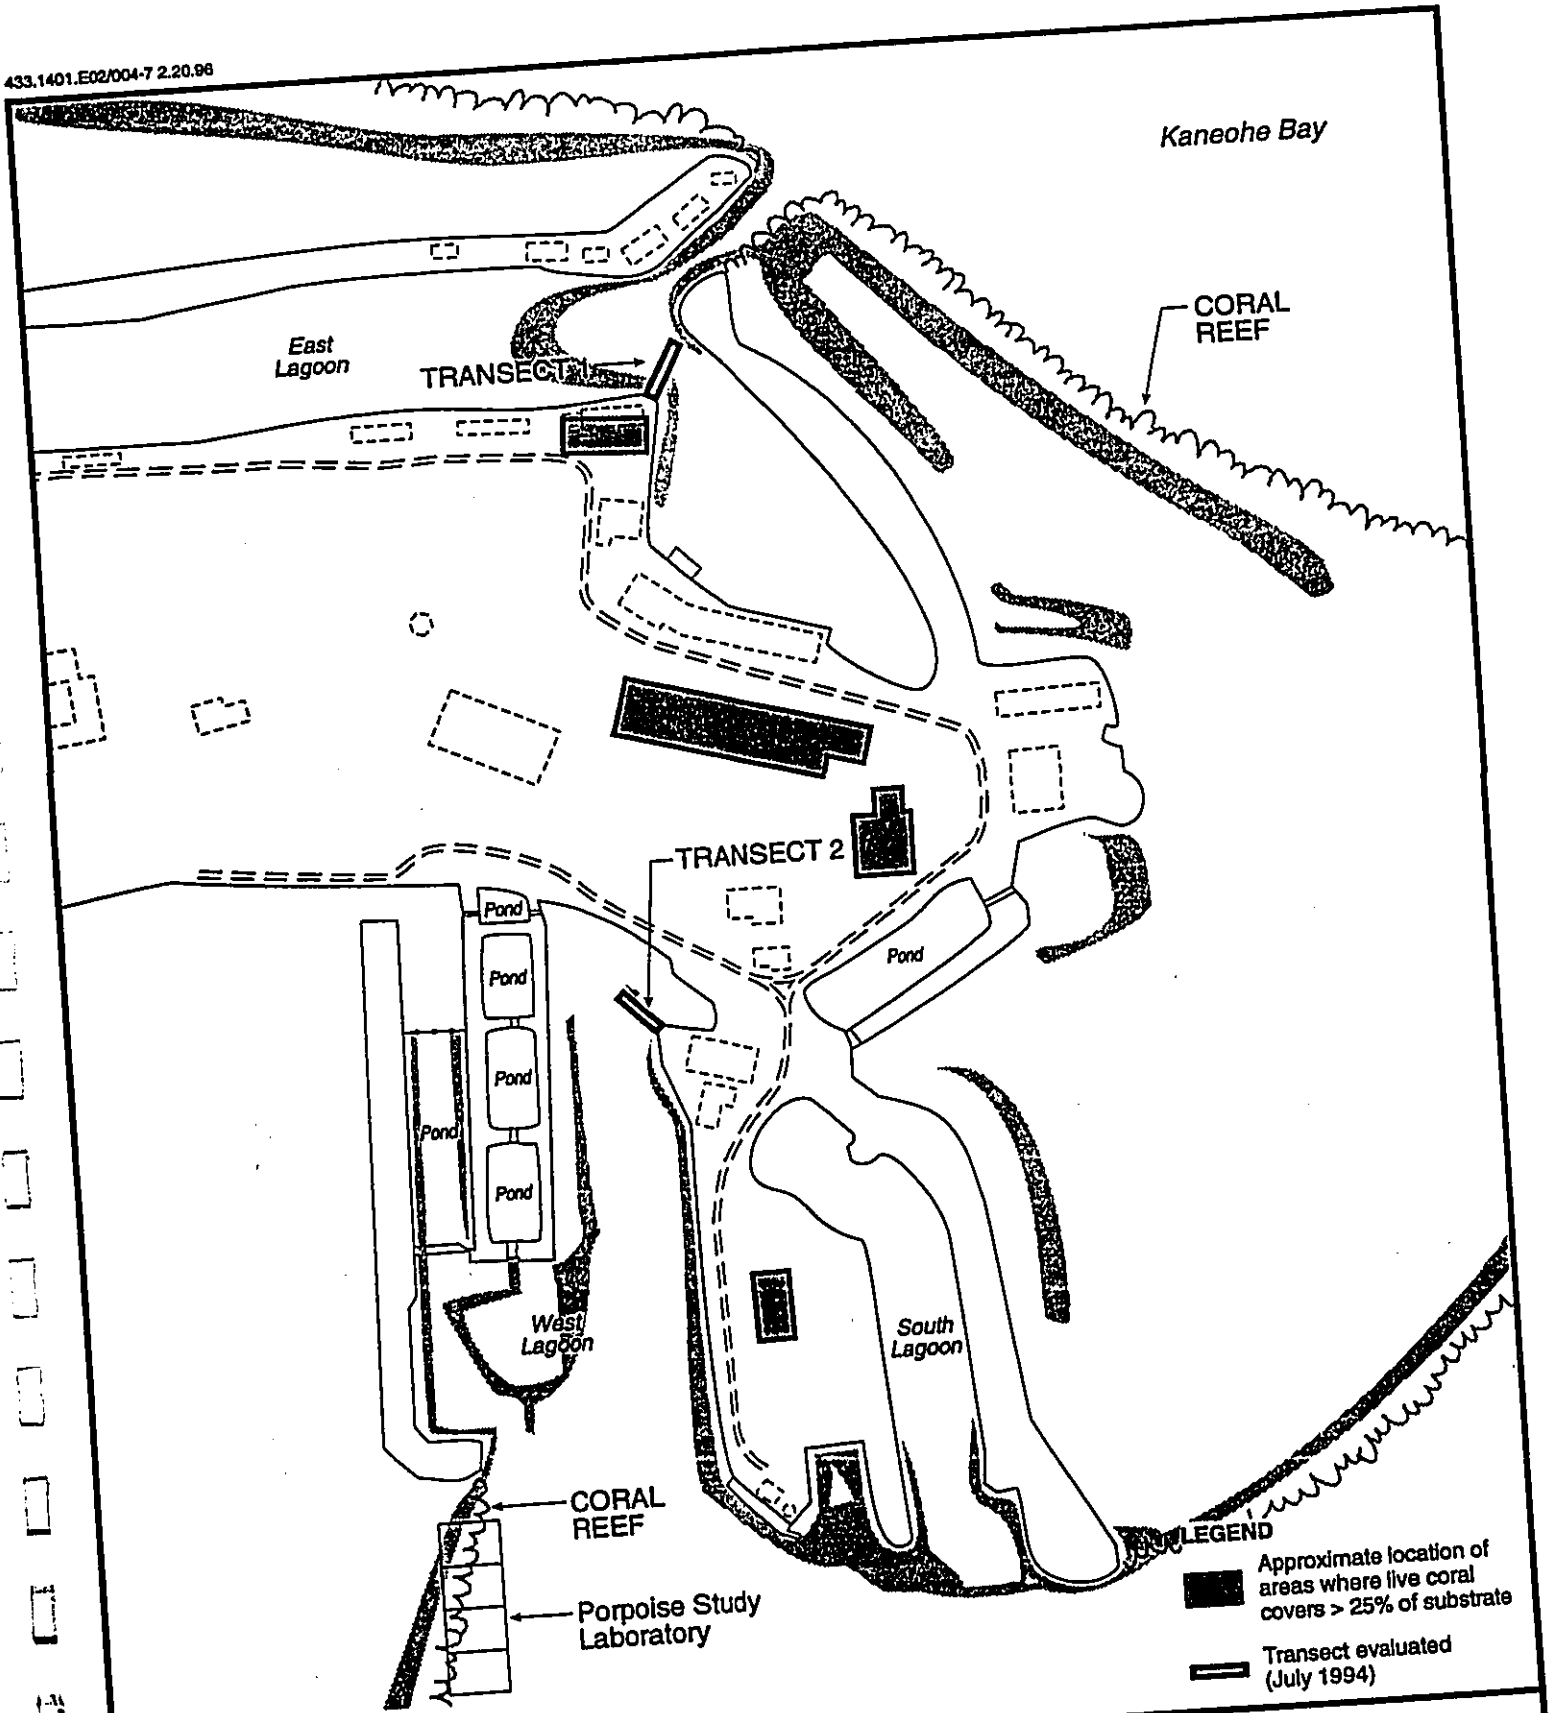 433.1401.E02/004-7 2.20.96
Kaneohe Bay
CORAL
REEF
East
Lagoon
TRANSECT 1
TRANSECT 2
Pond
Pond
Pond
Pond
Pond
Pond
West
Lagoon
South
Lagoon
CORAL
REEF
Porpoise Study
Laboratory
LEGEND
Approximate location of
areas where live coral
covers > 25% of substrate
Transect evaluated
(July 1994)